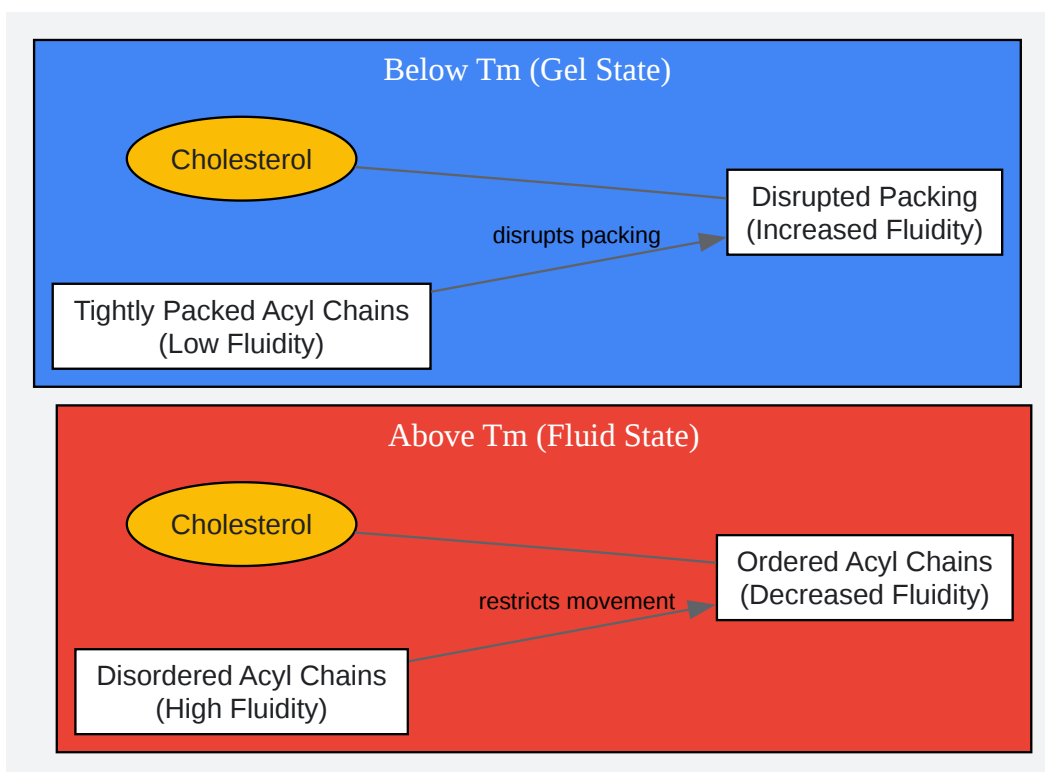 Below Tm (Gel State)
Cholesterol
Disrupted Packing
(Increased Fluidity)
disrupts packing
Tightly Packed Acyl Chains
(Low Fluidity)
Above Tm (Fluid State)
Cholesterol
Ordered Acyl Chains
(Decreased Fluidity)
restricts movement
Disordered Acyl Chains
(High Fluidity)